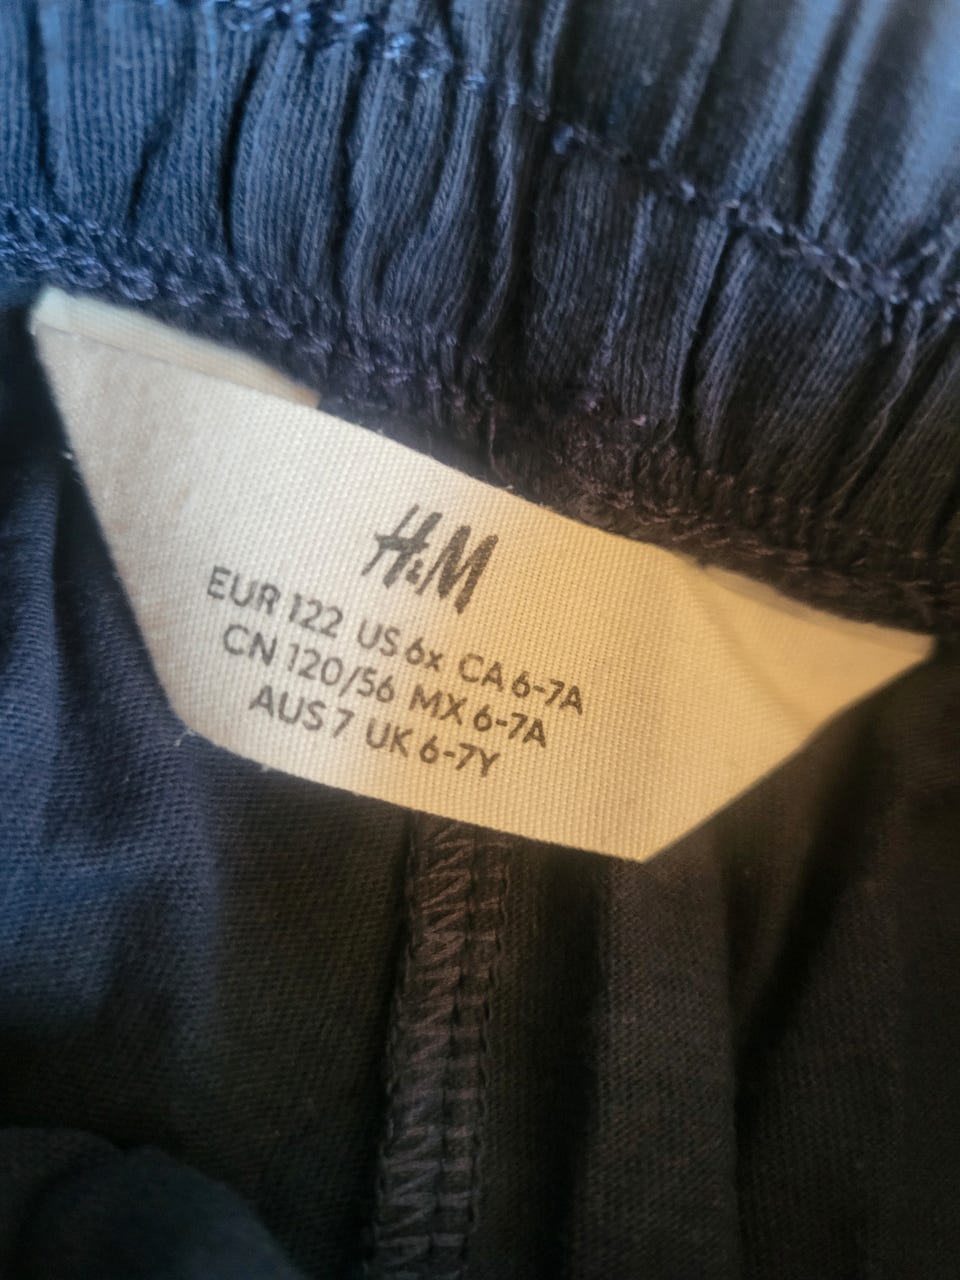 H&M
EUR 122 US 6x CA 6-7A
CN 120/56 MX 6-7A
AUS 7 UK 6-7Y